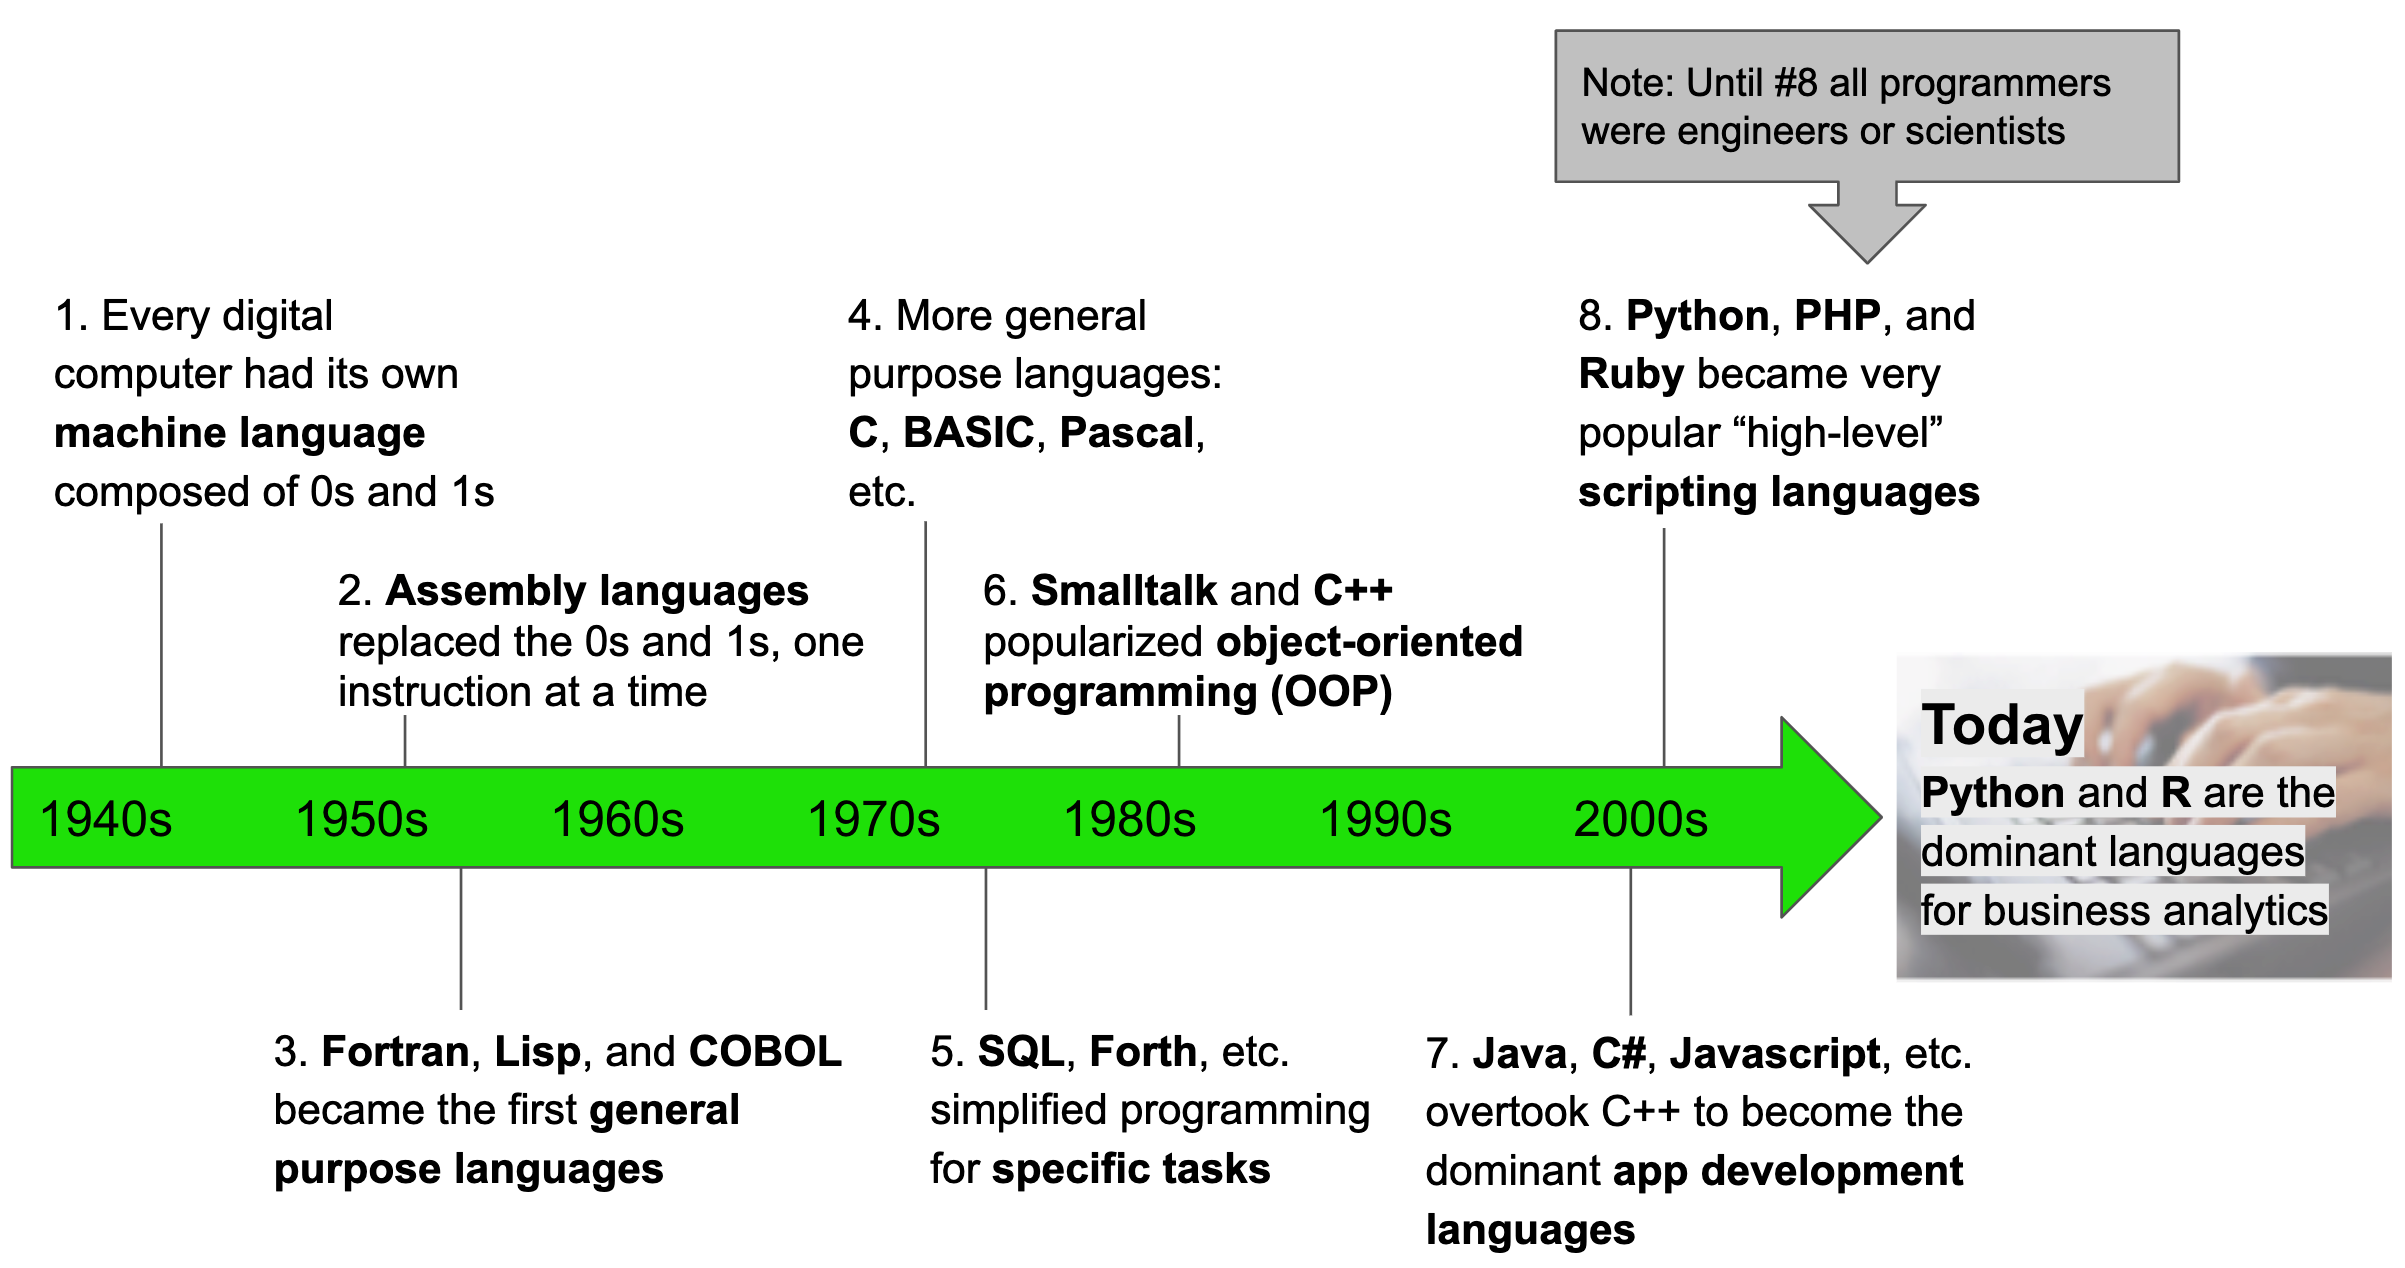 Note: Until #8 all programmers
were engineers or scientists
1. Every digital
computer had its own
machine language
composed of 0s and 1s
4. More general
purpose languages:
C, BASIC, Pascal,
etc.
8. Python, PHP, and
Ruby became very
popular “high-level”
scripting languages
2. Assembly languages
replaced the 0s and 1s, one
instruction at a time
6. Smalltalk and C++
popularized object-oriented
programming (OOP)
1940s 1950s 1960s 1970s 1980s 1990s 2000s
Today
Python and R are the
dominant languages
for business analytics
3. Fortran, Lisp, and COBOL
became the first general
purpose languages
5. SQL, Forth, etc.
simplified programming
for specific tasks
7. Java, C#, Javascript, etc.
overtook C++ to become the
dominant app development
languages